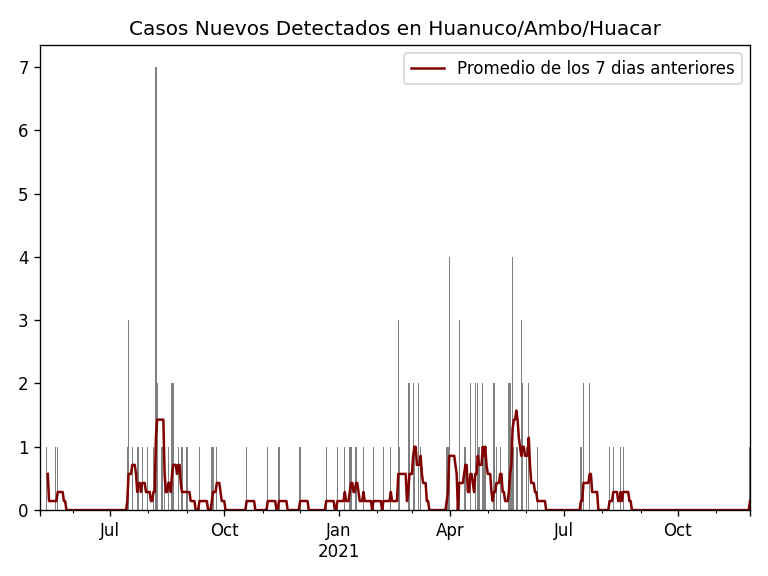 Casos Nuevos Detectados en Huanuco/Ambo/Huacar
Promedio de los 7 dias anteriores
7
6
5
4
3
2
1
0
Jul
Oct
Jan
Apr
Jul
Oct
2021